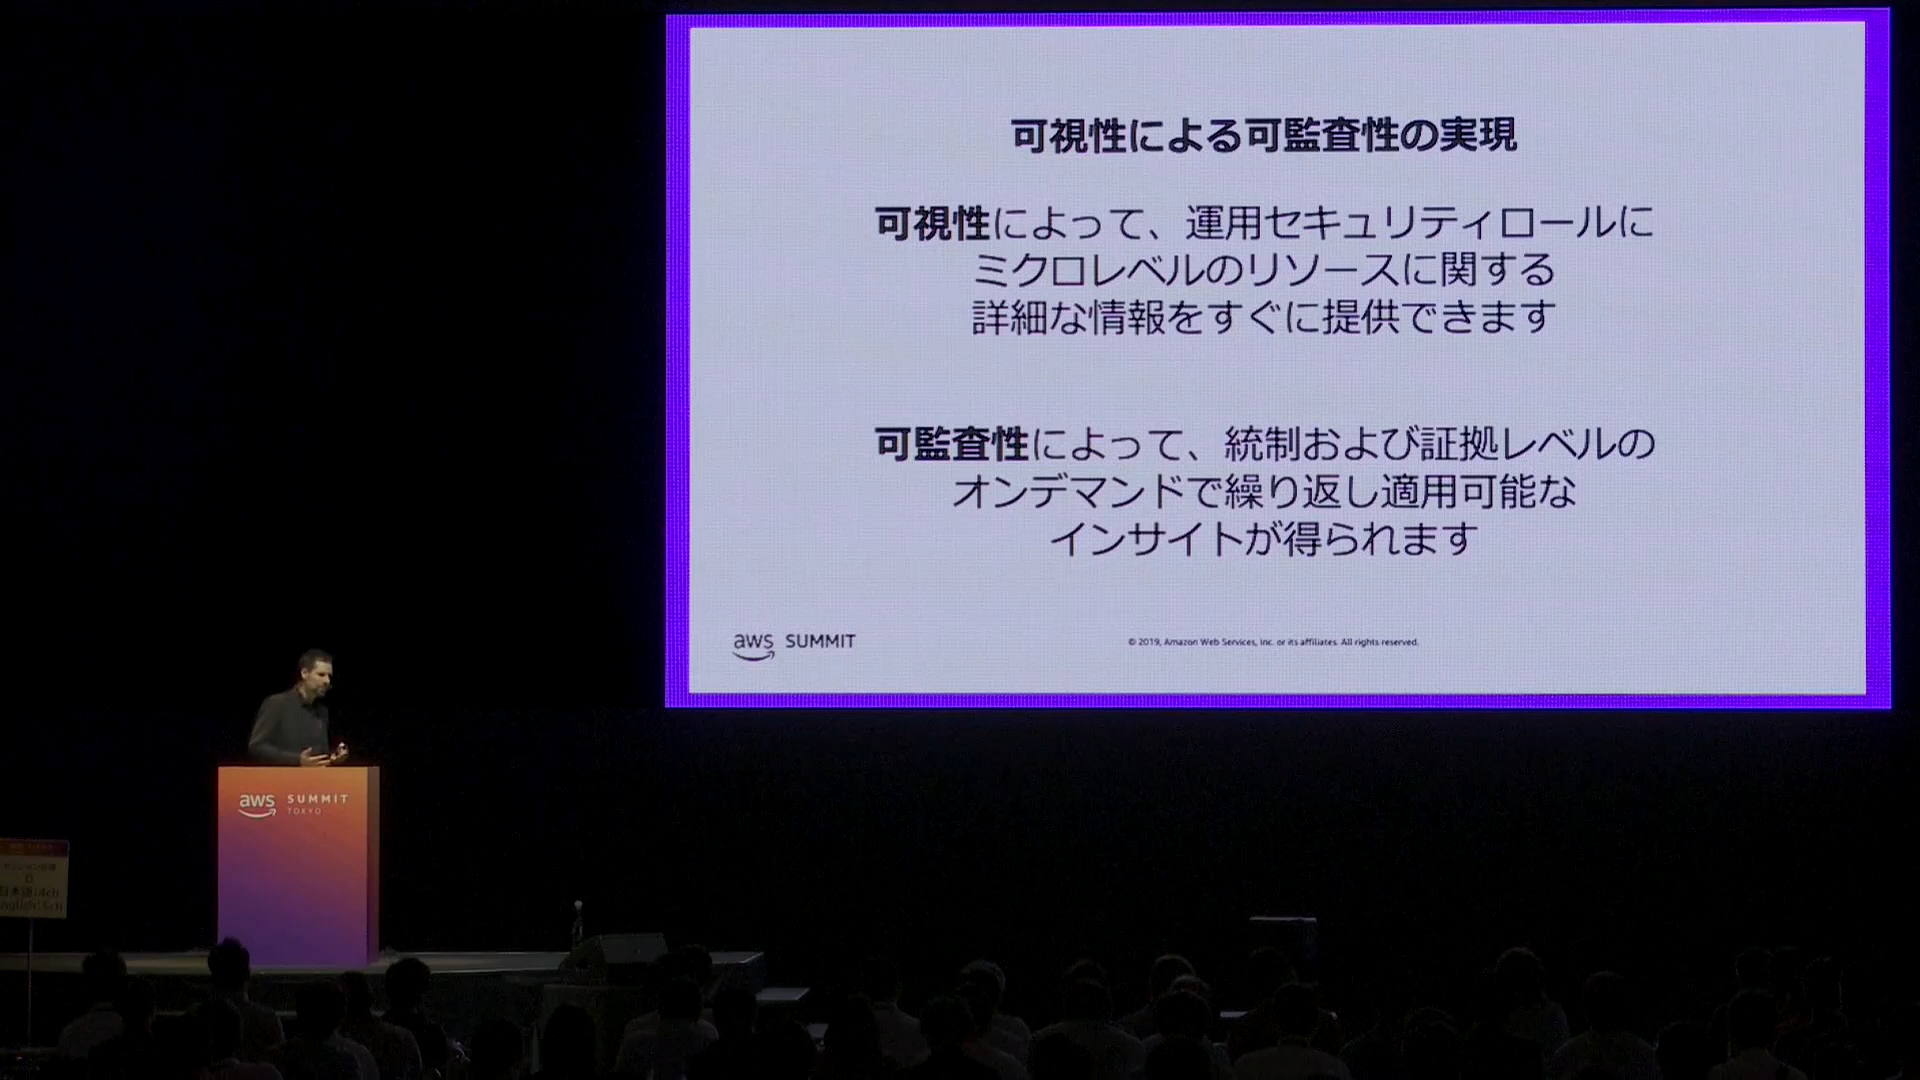 可視性による可監査性の実現
可視性によって、運用セキュリティロールに
ミクロレベルのリソースに関する
詳細な情報をすぐに提供できます
可監査性によって、統制および証拠レベルの
オンデマンドで繰り返し適用可能な
インサイトが得られます
aws SUMMIT
© 2019, Amazon Web Services, Inc. or its affiliates. All rights reserved.
aws SUMMIT
TOKYO
日本語:4ch
English:5ch